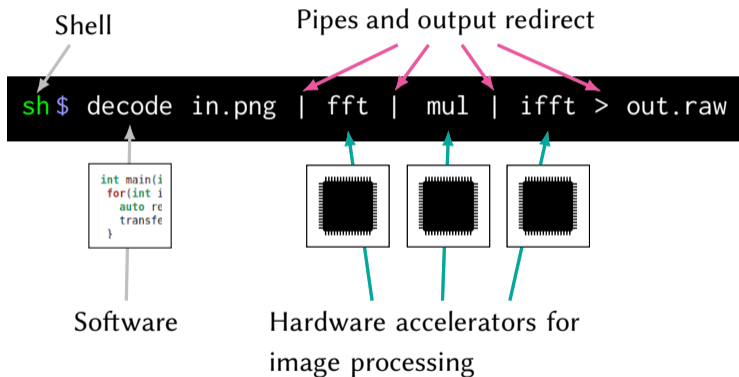 Shell
Pipes and output redirect
sh$ decode in.png | fft | mul | ifft > out.raw
int main(i
for(int i
auto re
transfe
}
Software
Hardware accelerators for
image processing